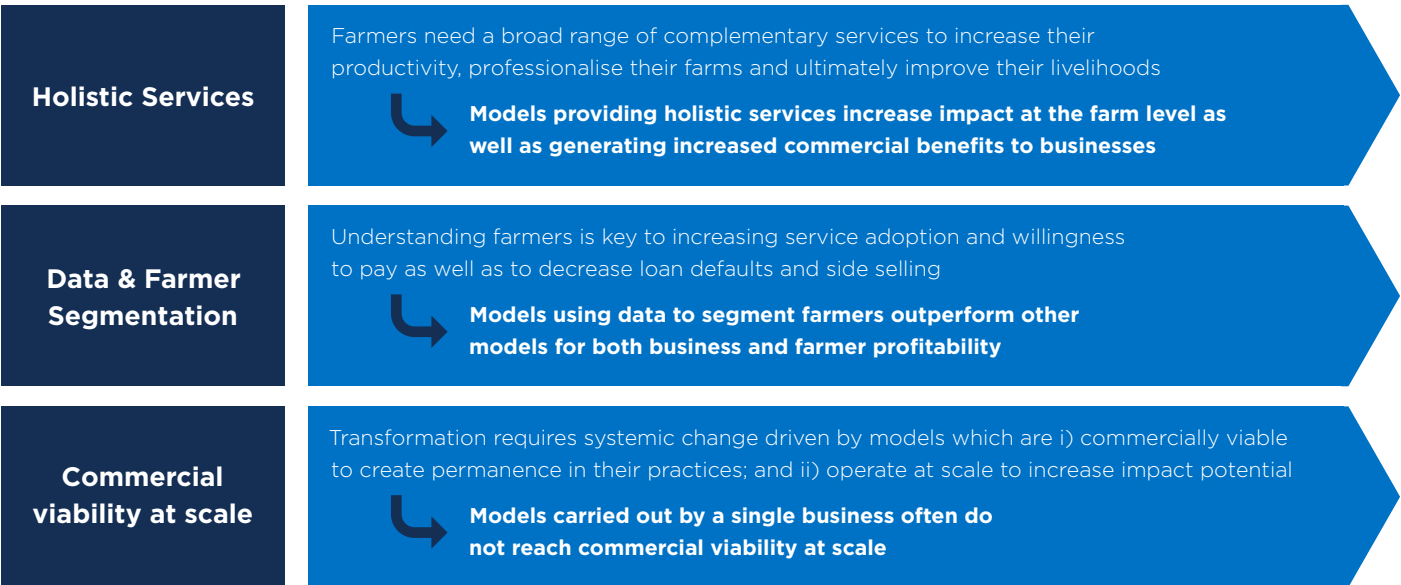 Holistic Services
Farmers need a broad range of complementary services to increase their
productivity, professionalise their farms and ultimately improve their livelihoods
Models providing holistic services increase impact at the farm level as
well as generating increased commercial benefits to businesses
Data & Farmer
Segmentation
Understanding farmers is key to increasing service adoption and willingness
to pay as well as to decrease loan defaults and side selling
Models using data to segment farmers outperform other
models for both business and farmer profitability
Commercial
viability at scale
Transformation requires systemic change driven by models which are i) commercially viable
to create permanence in their practices; and ii) operate at scale to increase impact potential
Models carried out by a single business often do
not reach commercial viability at scale